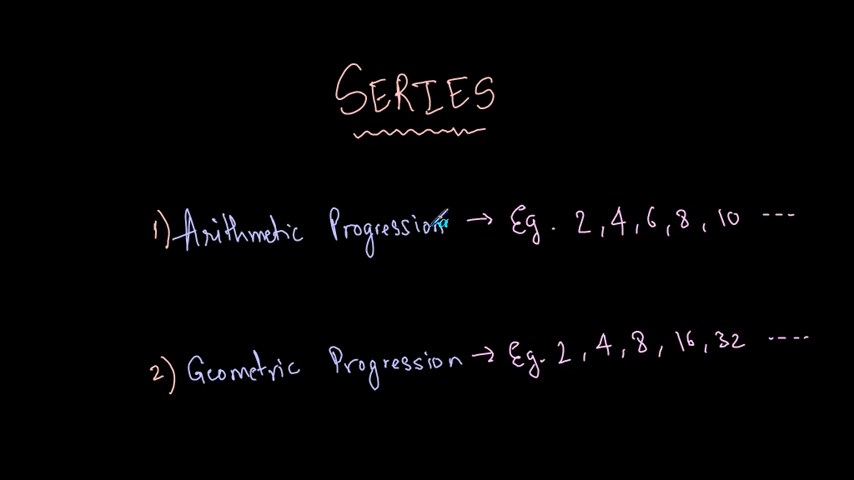 SERIES
1) Arithmetic Progression → Eg. 2, 4, 6, 8, 10 ---
2) Geometric Progression → Eg. 2, 4, 8, 16, 32 ----